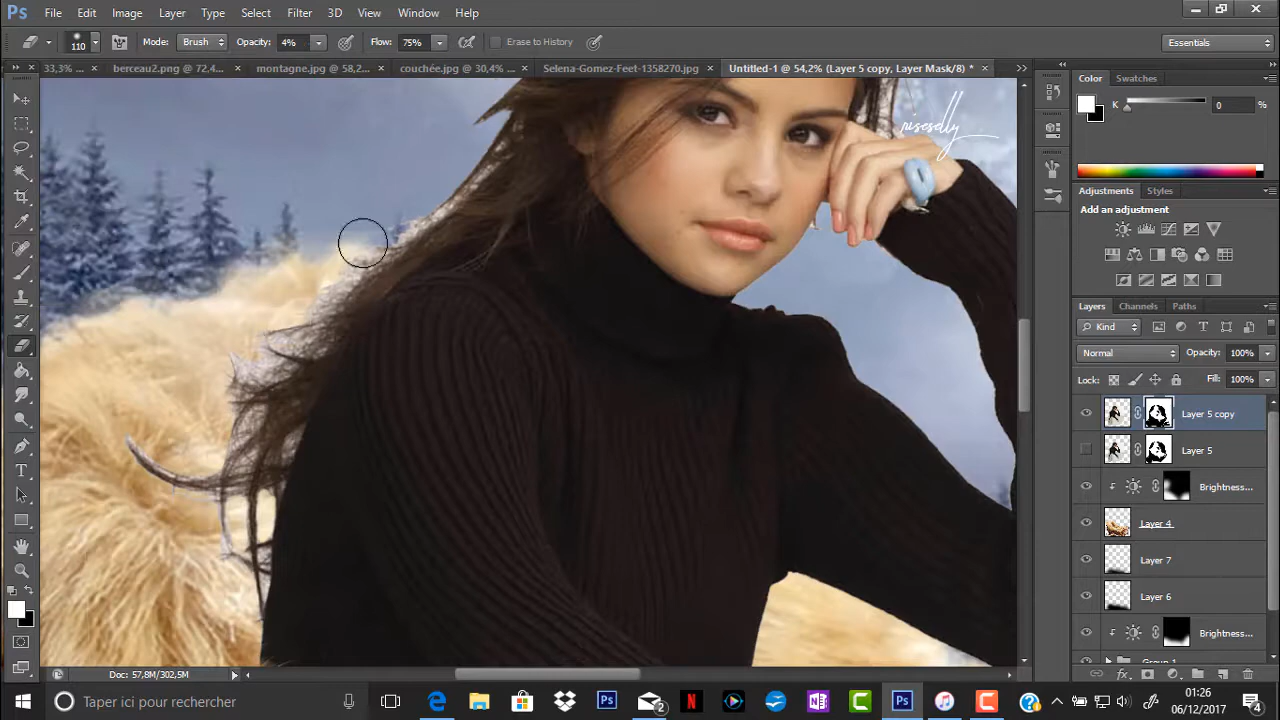 Ps File Edit Image Layer Type Select Filter 3D View Window Help
110 Mode: Brush Opacity: 4% Flow: 75% Erase to History Essentials
33,3% ... × berceau2.png @ 72,4... × montagne.jpg @ 58,2... × couchée.jpg @ 30,4% ... × Selena-Gomez-Feet-1358270.jpg × Untitled-1 @ 54,2% (Layer 5 copy, Layer Mask/8) * ×
Color Swatches
K 0 %
Adjustments Styles
Add an adjustment
Layers Channels Paths
Kind
Normal Opacity: 100%
Lock: Fill: 100%
Layer 5 copy
Layer 5
Brightness...
Layer 4
Layer 7
Layer 6
Brightness...
Group 1
Doc: 57,8M/302,5M
Taper ici pour rechercher
2
01:26
06/12/2017
4